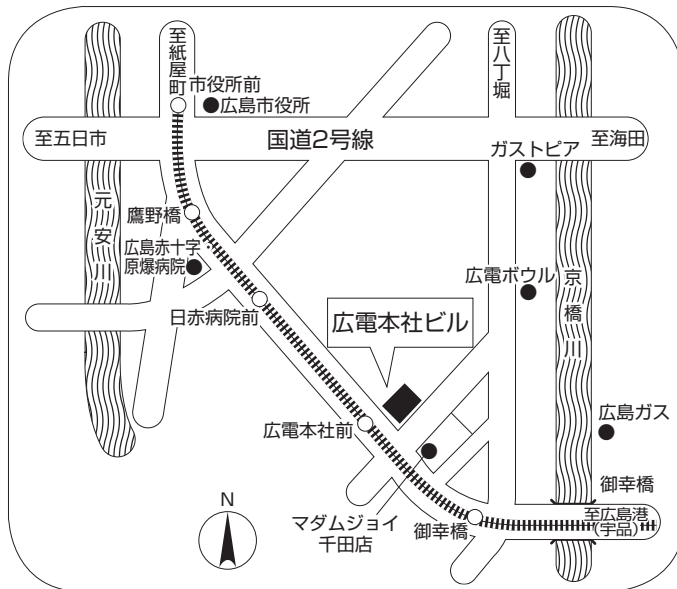 至紙屋町
至八丁堀
市役所前
広島市役所
至五日市
国道2号線
至海田
ガストピア
元安川
鷹野橋
広島赤十字・
原爆病院
日赤病院前
広電ボウル
京橋川
広電本社ビル
広電本社前
広島ガス
御幸橋
N
マダムジョイ
千田店
御幸橋
至広島港
(宇品)